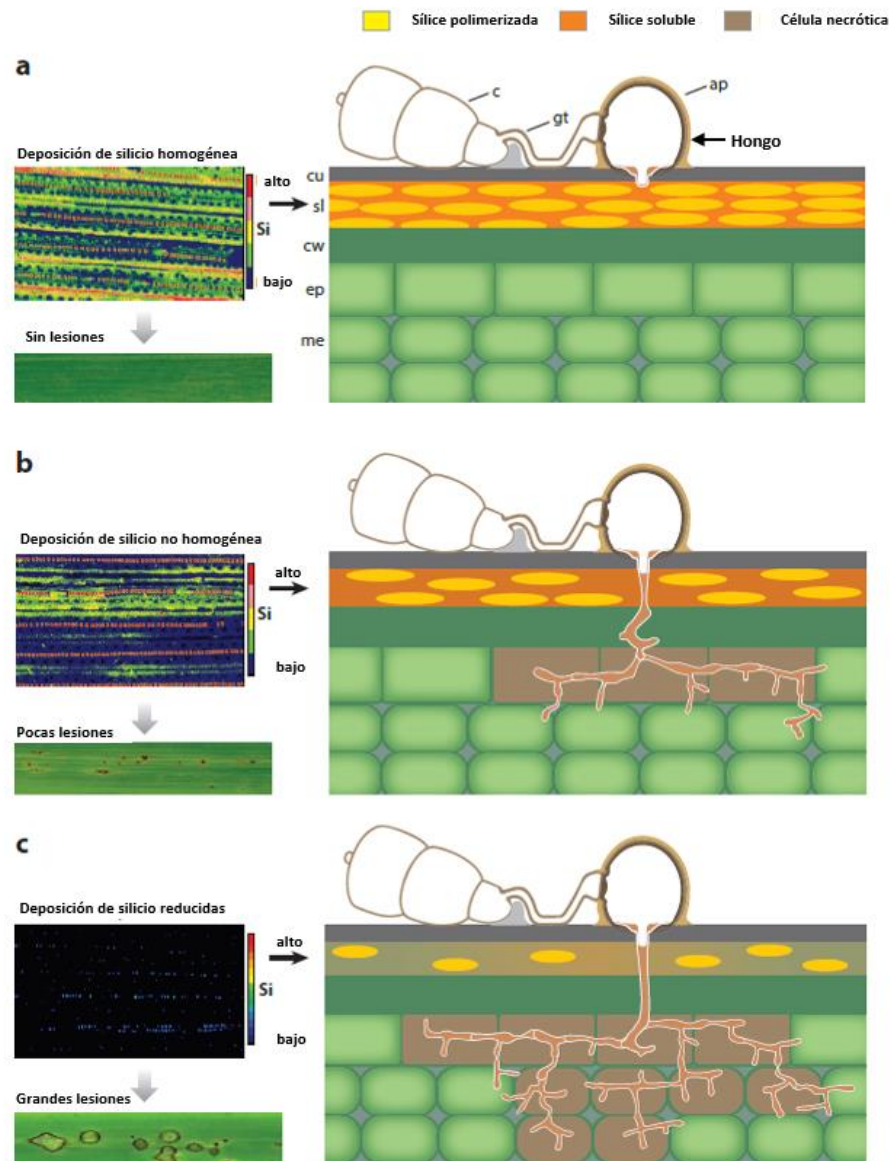 Sílice polimerizada
Sílice soluble
Célula necrótica
a
c
gt
ap
Hongo
Deposición de silicio homogénea
alto
Si
bajo
cu
sl
cw
ep
me
Sin lesiones
b
Deposición de silicio no homogénea
alto
Si
bajo
Pocas lesiones
c
Deposición de silicio reducidas
alto
Si
bajo
Grandes lesiones